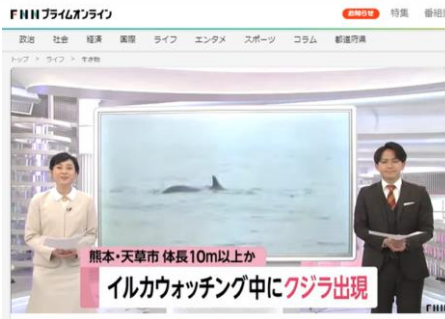 FNNプライムオンライン お知らせ 特集 番組
政治 社会 経済 国際 ライフ エンタメ スポーツ コラム 都道府県
トップ > ライフ > 生き物
熊本・天草市 体長10m以上か
イルカウォッチング中にクジラ出現
FNN